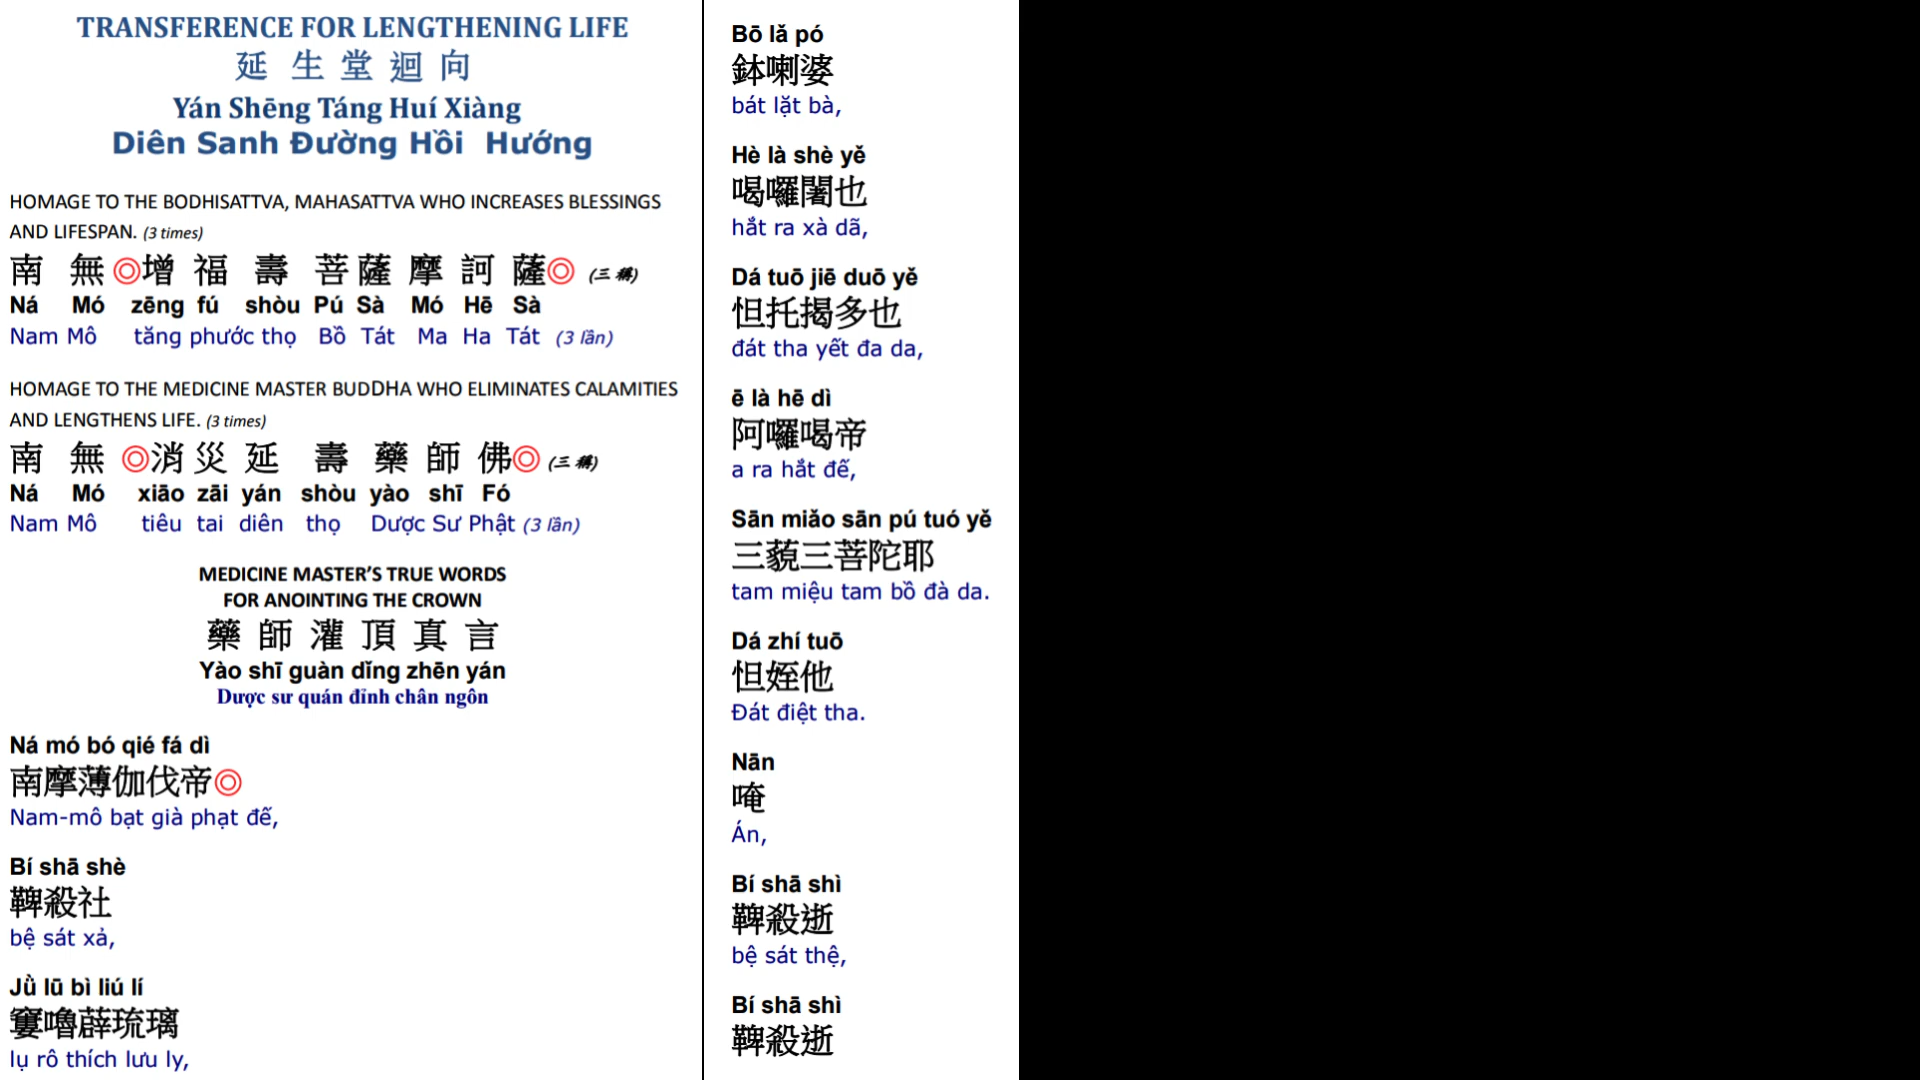 TRANSFERENCE FOR LENGTHENING LIFE
延 生 堂 迴 向
Yán Shēng Táng Huí Xiàng
Diên Sanh Đường Hồi Hướng
HOMAGE TO THE BODHISATTVA, MAHASATTVA WHO INCREASES BLESSINGS
AND LIFESPAN. (3 times)
南 無 ◎增 福 壽 菩 薩 摩 訶 薩◎ (三 稱)
Ná Mó zēng fú shòu Pú Sà Mó Hē Sà
Nam Mô tăng phước thọ Bồ Tát Ma Ha Tát (3 lần)
HOMAGE TO THE MEDICINE MASTER BUDDHA WHO ELIMINATES CALAMITIES
AND LENGTHENS LIFE. (3 times)
南 無 ◎消 災 延 壽 藥 師 佛◎ (三 稱)
Ná Mó xiāo zāi yán shòu yào shī Fó
Nam Mô tiêu tai diên thọ Dược Sư Phật (3 lần)
MEDICINE MASTER’S TRUE WORDS
FOR ANOINTING THE CROWN
藥 師 灌 頂 真 言
Yào shī guàn dǐng zhēn yán
Dược sư quán đỉnh chân ngôn
Ná mó bó qié fá dì
南摩薄伽伐帝◎
Nam-mô bạt già phạt đế,
Bí shā shè
鞞殺社
bệ sát xả,
Jǜ lū bì liú lí
窶嚕薜琉璃
lụ rô thích lưu ly,
Bō lǎ pó
鉢喇婆
bát lặt bà,
Hè là shè yě
喝囉闍也
hắt ra xà dã,
Dá tuō jiē duō yě
怛托揭多也
đát tha yết đa da,
ē là hē dì
阿囉喝帝
a ra hắt đế,
Sān miǎo sān pú tuó yě
三藐三菩陀耶
tam miệu tam bồ đà da.
Dá zhí tuō
怛姪他
Đát điệt tha.
Nān
唵
Án,
Bí shā shì
鞞殺逝
bệ sát thệ,
Bí shā shì
鞞殺逝